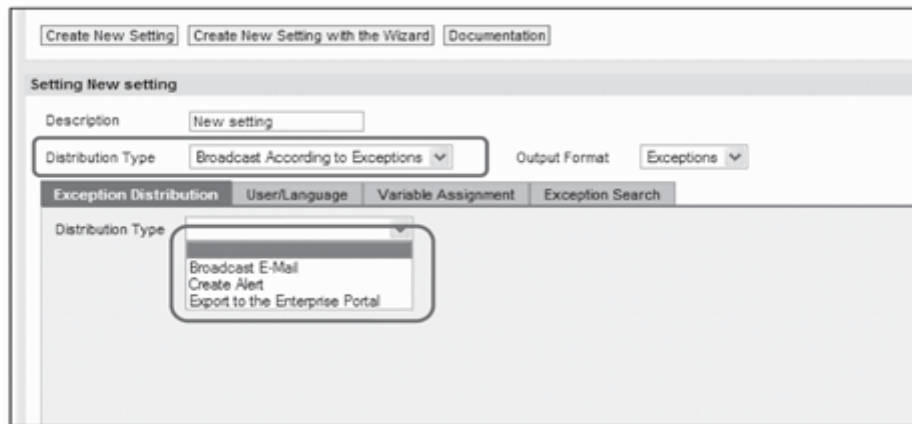 Create New Setting Create New Setting with the Wizard Documentation
Setting New setting
Description New setting
Distribution Type Broadcast According to Exceptions Output Format Exceptions
Exception Distribution User/Language Variable Assignment Exception Search
Distribution Type
Broadcast E-Mail
Create Alert
Export to the Enterprise Portal